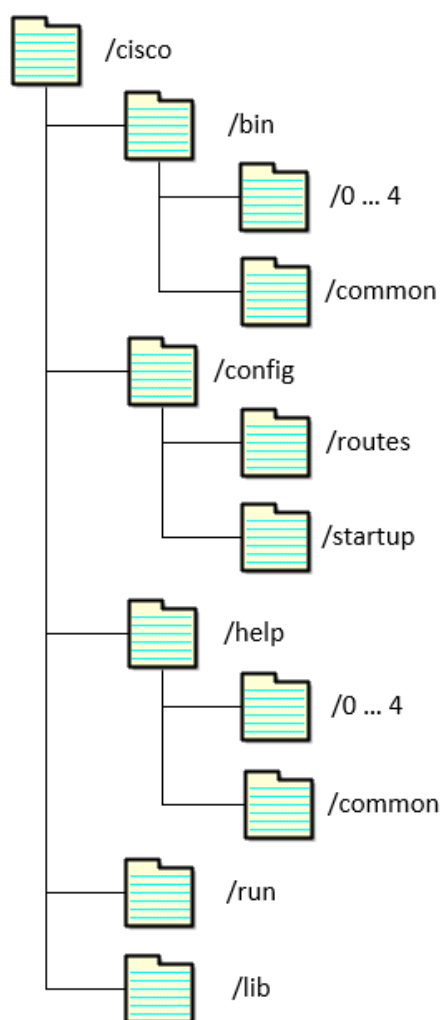 /cisco
/bin
/0 ... 4
/common
/config
/routes
/startup
/help
/0 ... 4
/common
/run
/lib